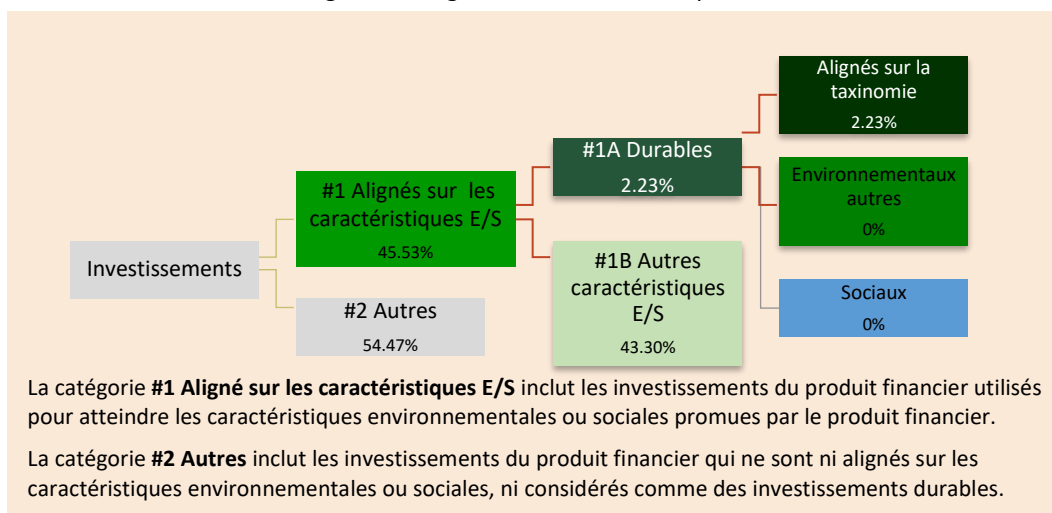 Alignés sur la
taxinomie
2.23%
#1A Durables
2.23%
#1 Alignés sur les
caractéristiques E/S
45.53%
Environnementaux
autres
0%
Investissements
#1B Autres
caractéristiques
E/S
43.30%
#2 Autres
54.47%
Sociaux
0%
La catégorie #1 Aligné sur les caractéristiques E/S inclut les investissements du produit financier utilisés
pour atteindre les caractéristiques environnementales ou sociales promues par le produit financier.
La catégorie #2 Autres inclut les investissements du produit financier qui ne sont ni alignés sur les
caractéristiques environnementales ou sociales, ni considérés comme des investissements durables.